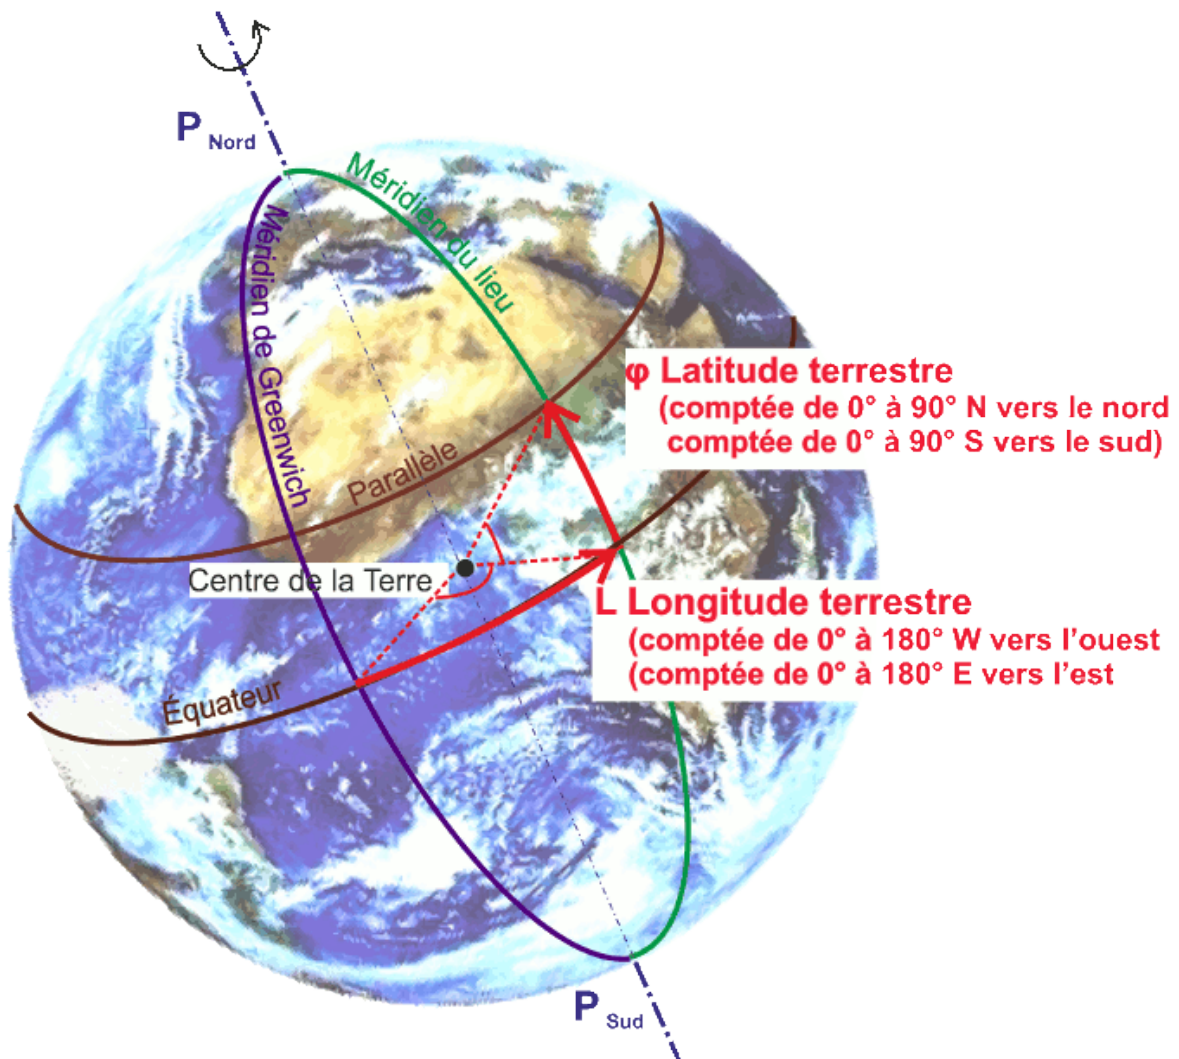 P Nord
Méridien du lieu
Méridien de Greenwich
φ Latitude terrestre
(comptée de 0° à 90° N vers le nord
comptée de 0° à 90° S vers le sud)
Parallèle
Centre de la Terre
L Longitude terrestre
(comptée de 0° à 180° W vers l'ouest
(comptée de 0° à 180° E vers l'est
Équateur
P Sud